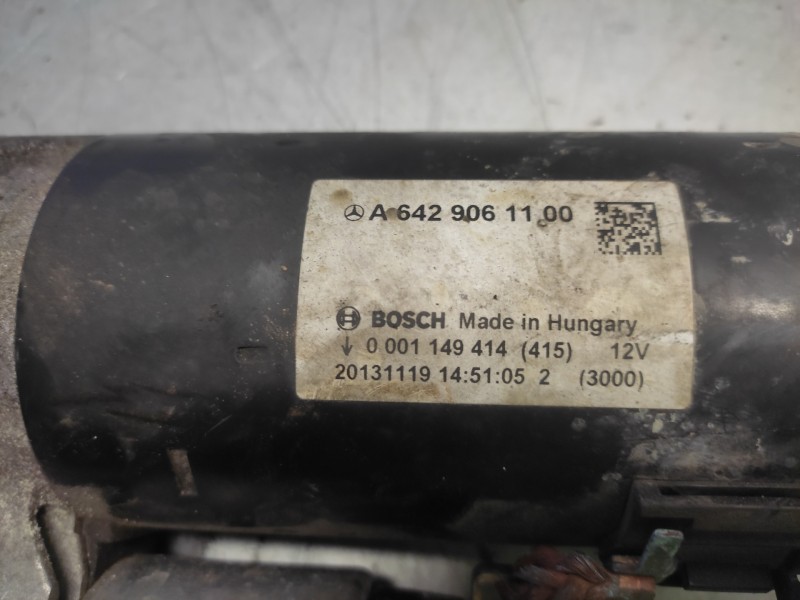 A 642 906 11 00
BOSCH Made in Hungary
↓ 0 001 149 414 (415) 12V
20131119 14:51:05 2 (3000)